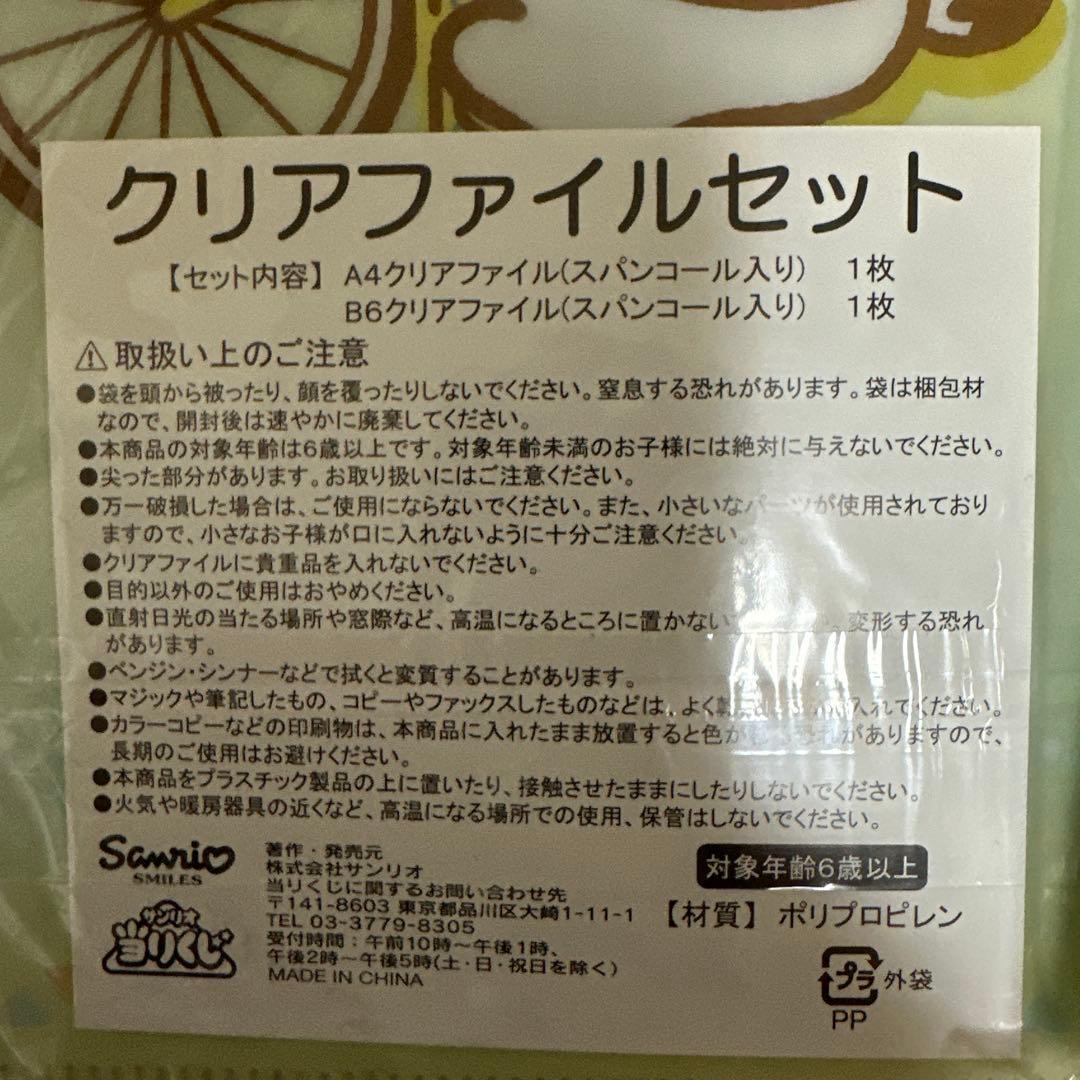 クリアファイルセット
【セット内容】 A4クリアファイル(スパンコール入り) 1枚
B6クリアファイル(スパンコール入り) 1枚
⚠取扱い上のご注意
●袋を頭から被ったり、顔を覆ったりしないでください。窒息する恐れがあります。袋は梱包材
なので、開封後は速やかに廃棄してください。
●本商品の対象年齢は6歳以上です。対象年齢未満のお子様には絶対に与えないでください。
●尖った部分があります。お取り扱いにはご注意ください。
●万一破損した場合は、ご使用にならないでください。また、小さいなパーツが使用されており
ますので、小さなお子様が口に入れないように十分ご注意ください。
●クリアファイルに貴重品を入れないでください。
●目的以外のご使用はおやめください。
●直射日光の当たる場所や窓際など、高温になるところに置かない 変形する恐れ
があります。
●ベンジン・シンナーなどで拭くと変質することがあります。
●マジックや筆記したもの、コピーやファックスしたものなどは、よく 入れてください。
●カラーコピーなどの印刷物は、本商品に入れたまま放置すると色が 恐れがありますので、
長期のご使用はお避けください。
●本商品をプラスチック製品の上に置いたり、接触させたままにしたりしないでください。
●火気や暖房器具の近くなど、高温になる場所での使用、保管はしないでください。
Sanrio
SMILES
サンリオ
当りくじ
著作・発売元
株式会社サンリオ
当りくじに関するお問い合わせ先
〒141-8603 東京都品川区大崎1-11-1
TEL 03-3779-8305
受付時間:午前10時～午後1時、
午後2時～午後5時(土・日・祝日を除く)
MADE IN CHINA
対象年齢6歳以上
【材質】 ポリプロピレン
プラ 外袋
PP